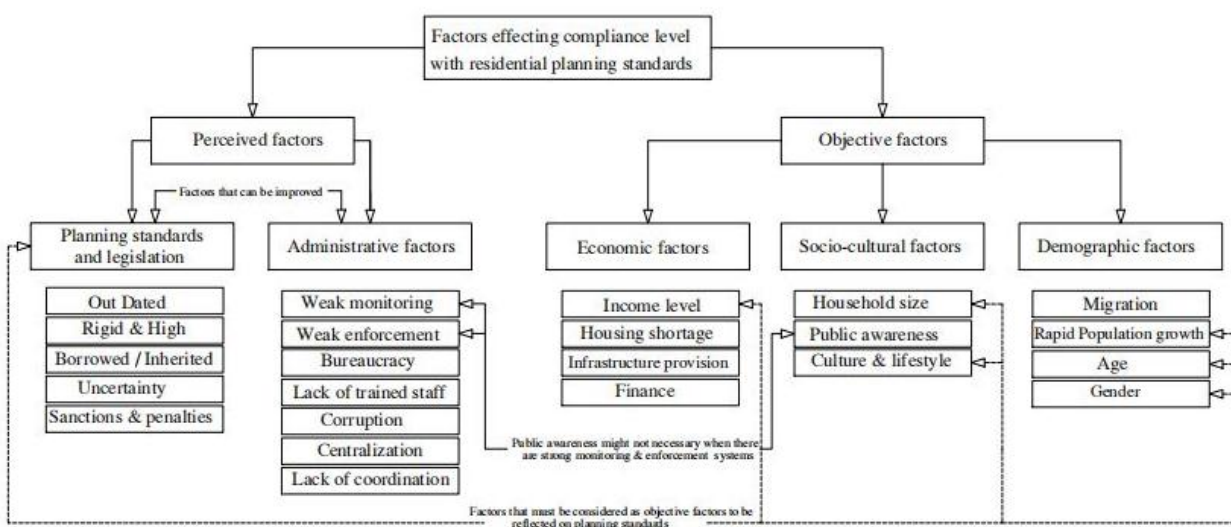 Factors effecting compliance level
with residential planning standards
Perceived factors
Objective factors
Factors that can be improved
Planning standards
and legislation
Administrative factors
Economic factors
Socio-cultural factors
Demographic factors
Out Dated
Rigid & High
Borrowed / Inherited
Uncertainty
Sanctions & penalties
Weak monitoring
Weak enforcement
Bureaucracy
Lack of trained staff
Corruption
Centralization
Lack of coordination
Income level
Housing shortage
Infrastructure provision
Finance
Household size
Public awareness
Culture & lifestyle
Migration
Rapid Population growth
Age
Gender
Public awareness might not necessary when there
are strong monitoring & enforcement systems
Factors that must be considered as objective factors to be
reflected on planning standards